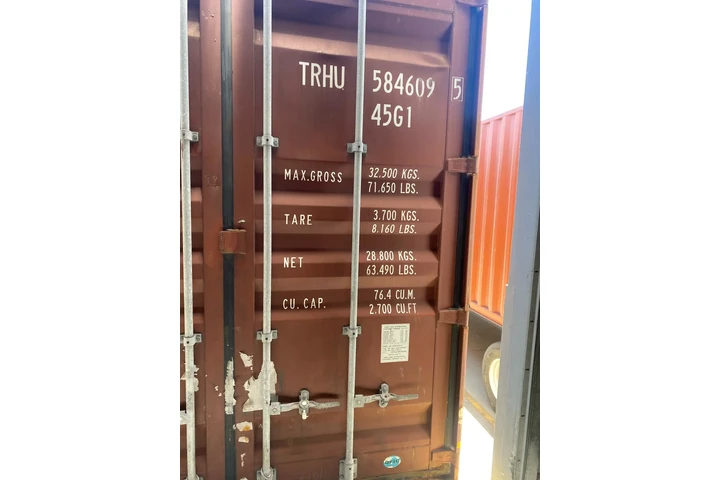 TRHU 584609 5
45G1
MAX.GROSS 32.500 KGS.
71.650 LBS.
TARE 3.700 KGS.
8.160 LBS.
NET 28.800 KGS.
63.490 LBS.
CU. CAP. 76.4 CU.M.
2.700 CU.FT